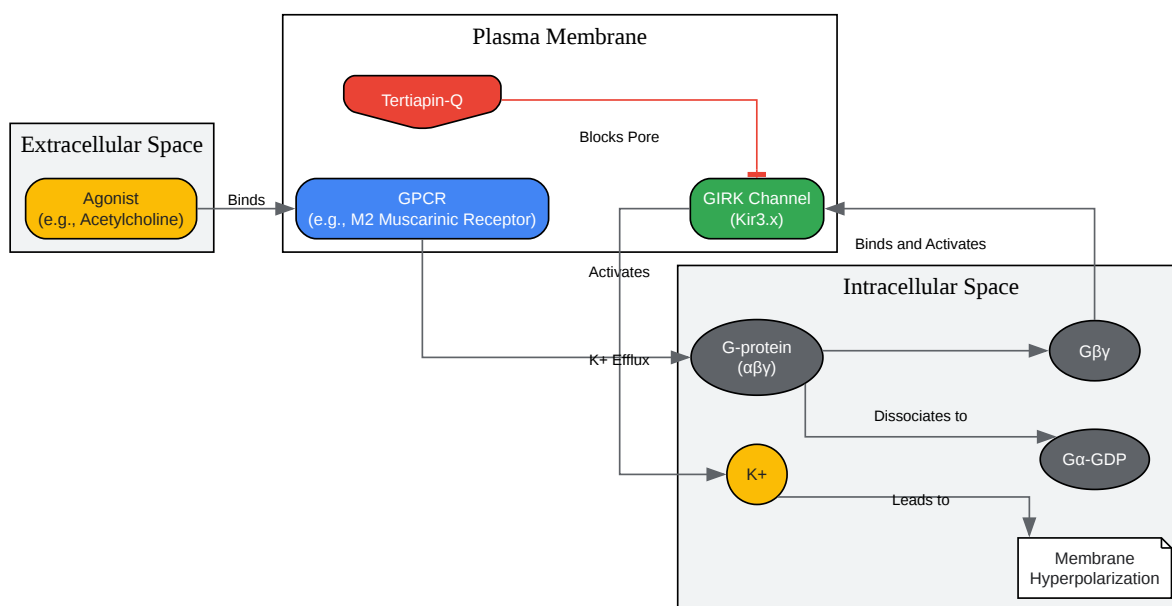 Plasma Membrane
Tertiapin-Q
Blocks Pore
Extracellular Space
Agonist
(e.g., Acetylcholine)
Binds
GPCR
(e.g., M2 Muscarinic Receptor)
GIRK Channel
(Kir3.x)
Binds and Activates
Activates
Intracellular Space
K+ Efflux
G-protein
(αβγ)
Gβγ
Dissociates to
Gα-GDP
K+
Leads to
Membrane
Hyperpolarization